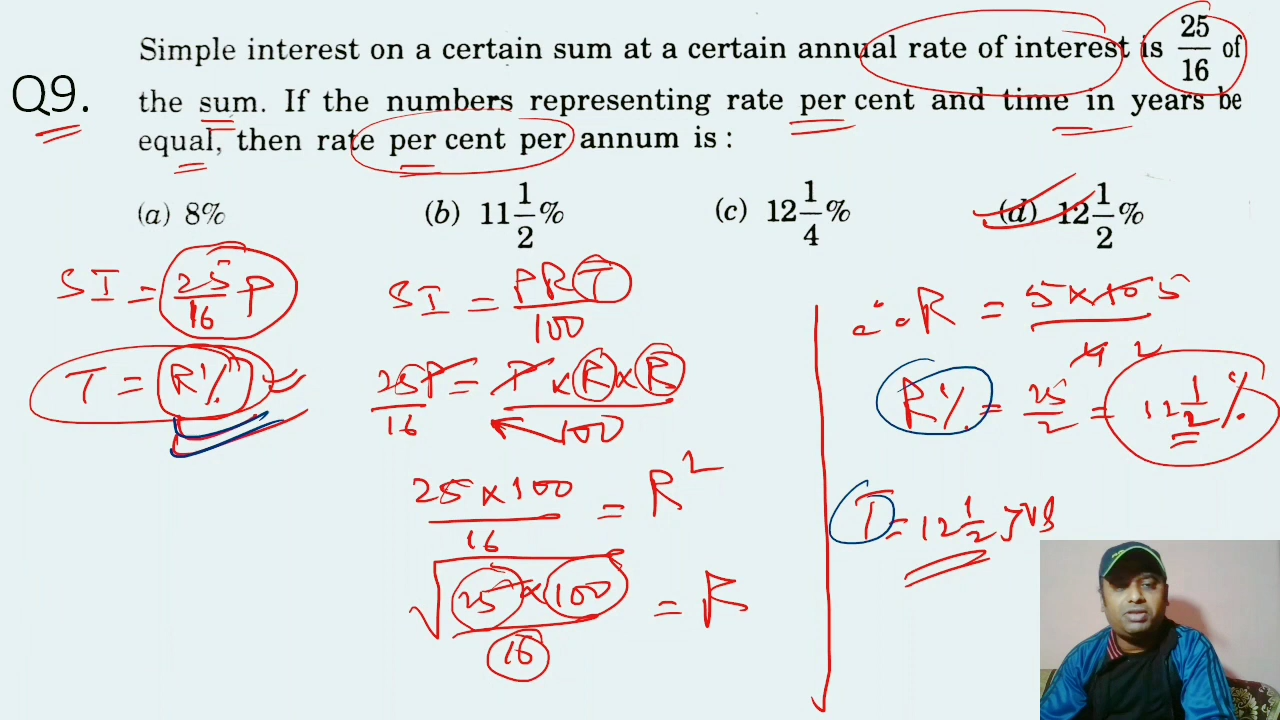 Q9.
Simple interest on a certain sum at a certain annual rate of interest is 25/16 of
the sum. If the numbers representing rate per cent and time in years be
equal, then rate per cent per annum is :
(a) 8% (b) 11 1/2 % (c) 12 1/4 % (d) 12 1/2 %
SI = 25/16 P
T = R%
SI = PRT/100
25P/16 = P × R × R/100
25 × 100/16 = R²
√(25 × 100/16) = R
∴ R = 5 × 10/4 5 2
R% = 25/2 = 12 1/2 %
T = 12 1/2 yrs